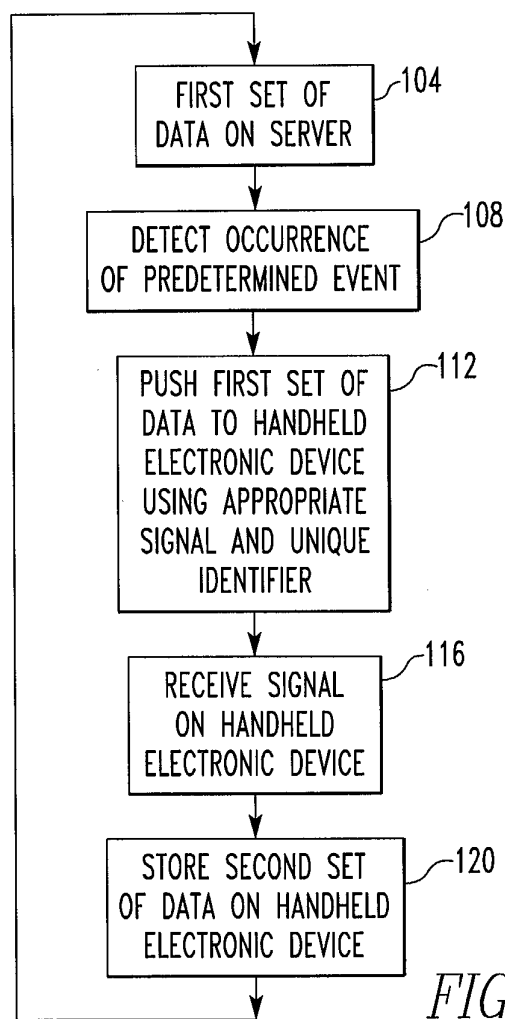 FIRST SET OF
DATA ON SERVER
104
DETECT OCCURRENCE
OF PREDETERMINED EVENT
108
PUSH FIRST SET OF
DATA TO HANDHELD
ELECTRONIC DEVICE
USING APPROPRIATE
SIGNAL AND UNIQUE
IDENTIFIER
112
RECEIVE SIGNAL
ON HANDHELD
ELECTRONIC DEVICE
116
STORE SECOND SET
OF DATA ON HANDHELD
ELECTRONIC DEVICE
120
FIG